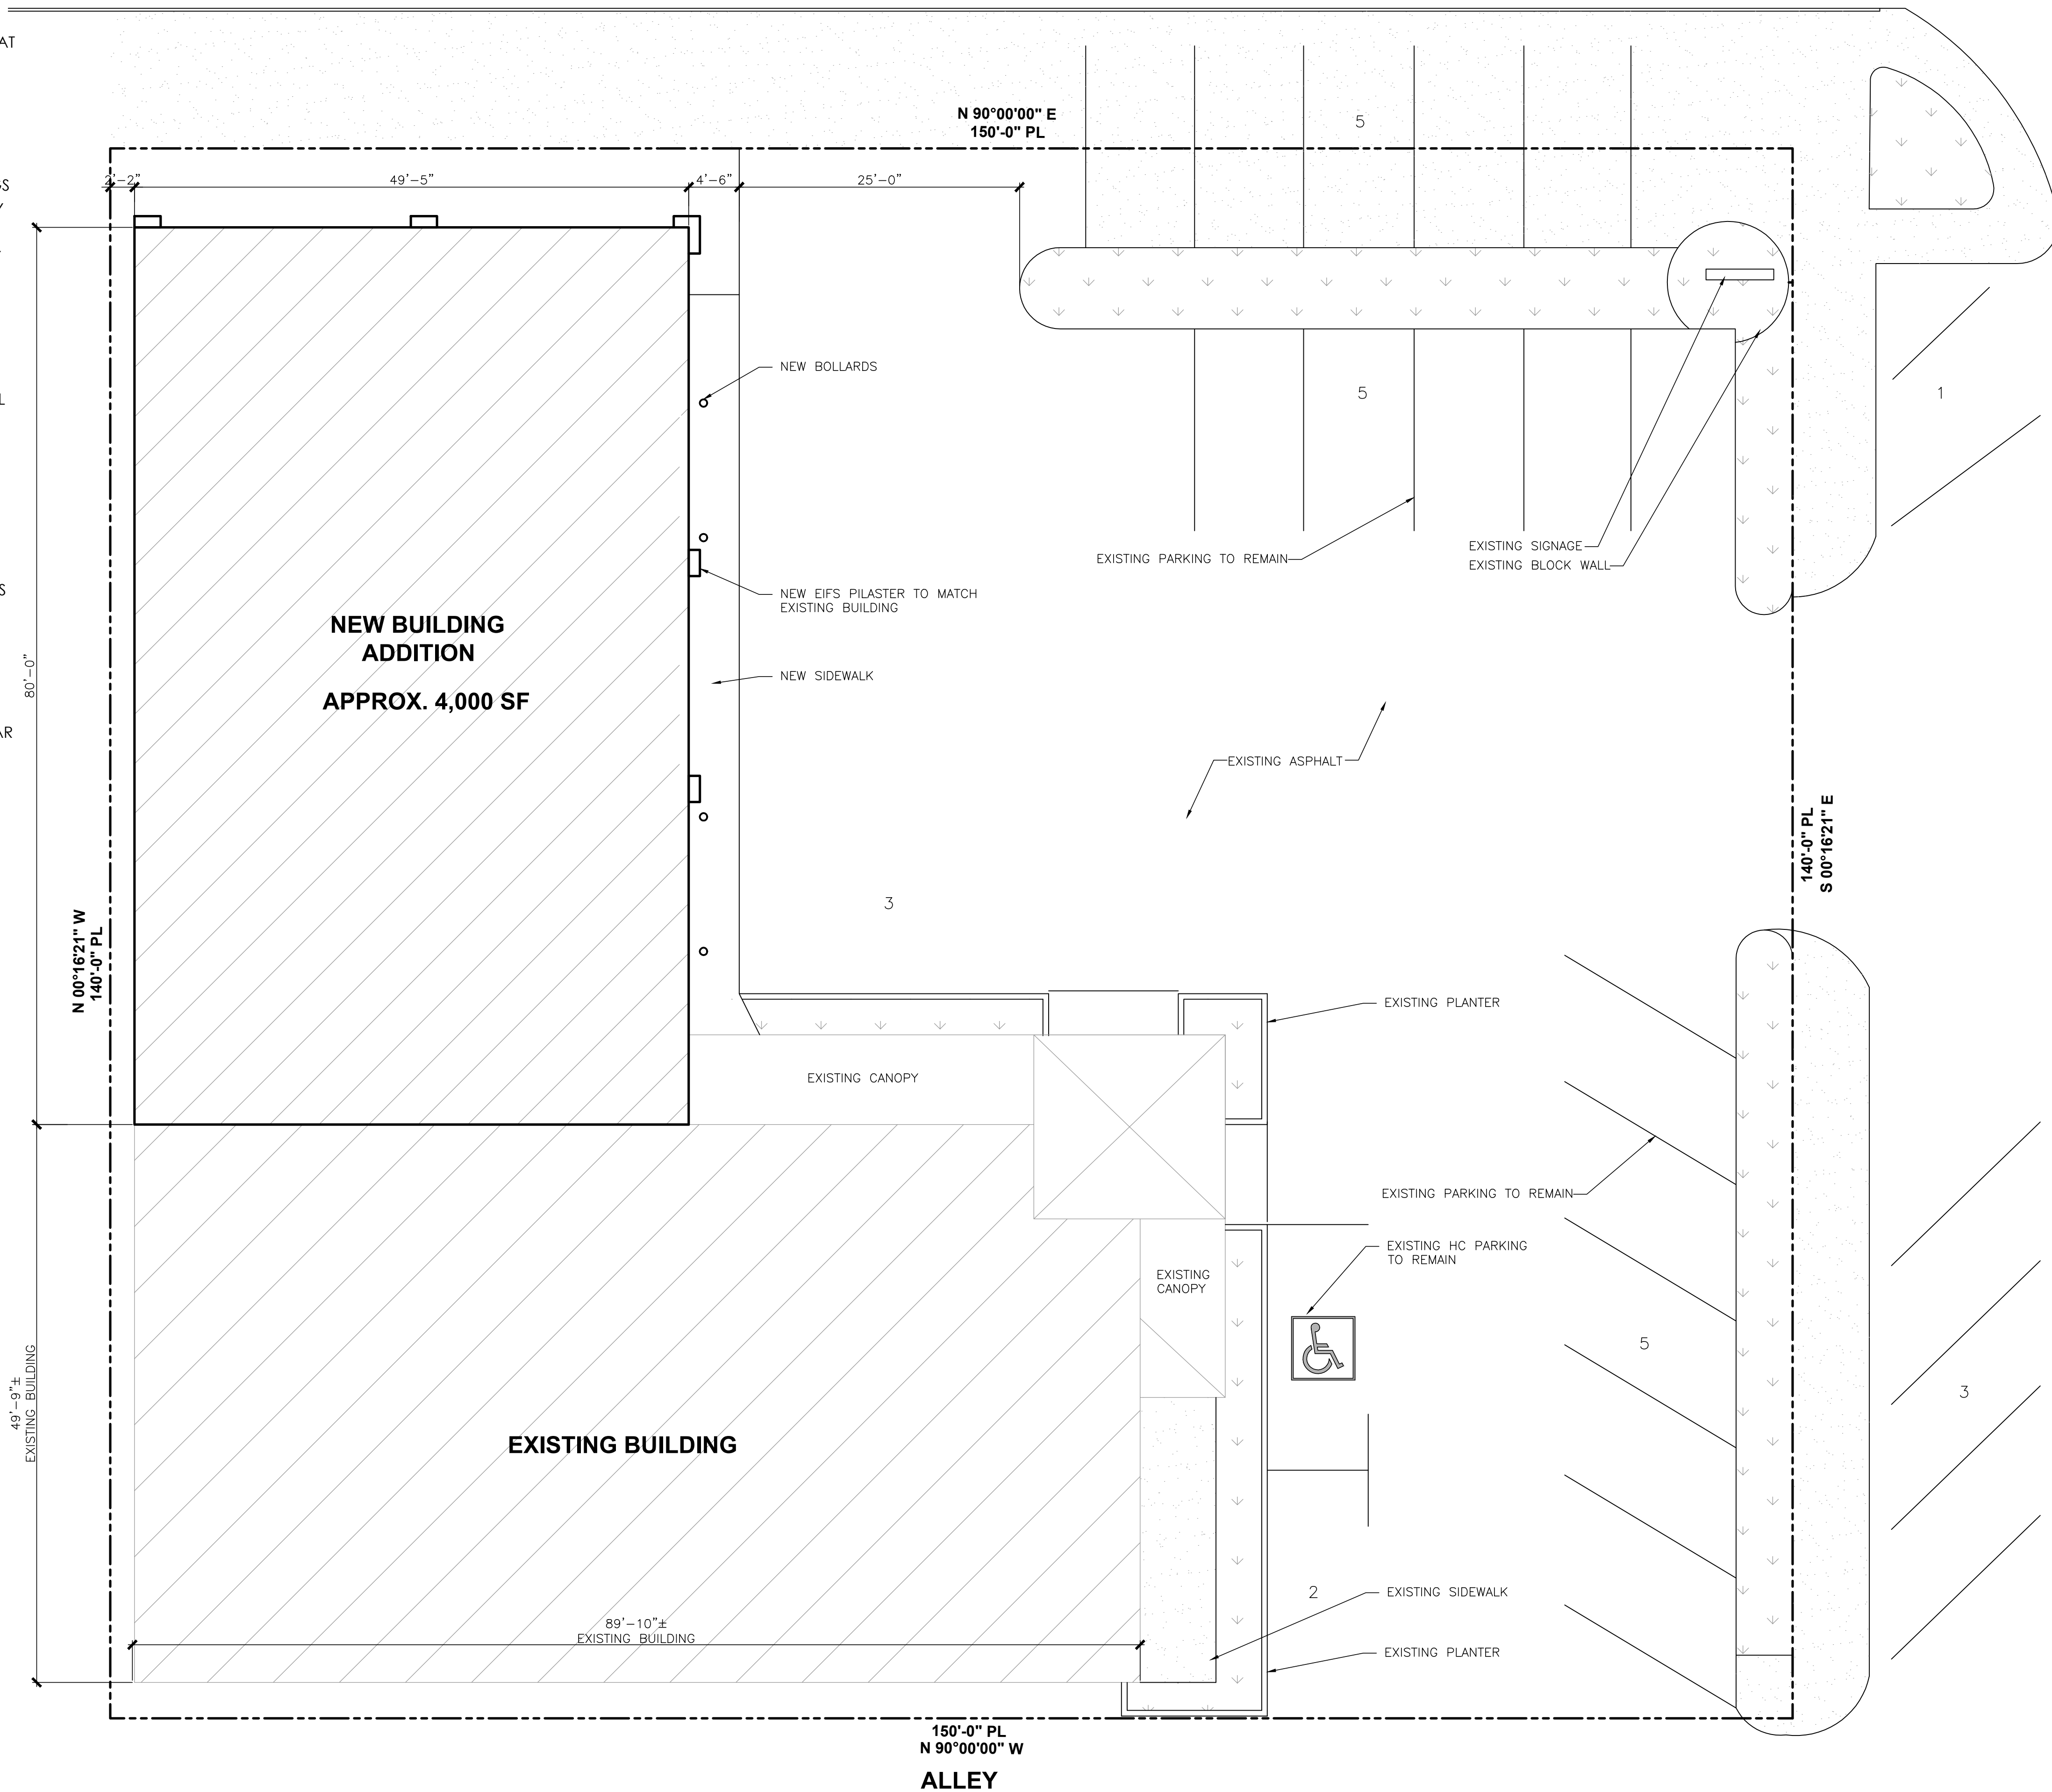 AT
N 90°00'00" E
150'-0" PL
5
GS
2'-2"
49'-5"
4'-6"
25'-0"
NEW BOLLARDS
5
1
L
EXISTING SIGNAGE
EXISTING BLOCK WALL
EXISTING PARKING TO REMAIN
S
NEW EIFS PILASTER TO MATCH
EXISTING BUILDING
NEW BUILDING
ADDITION
APPROX. 4,000 SF
80'-0"
NEW SIDEWALK
AR
EXISTING ASPHALT
140'-0" PL
S 00°16'21" E
3
N 00°16'21" W
140'-0" PL
EXISTING PLANTER
EXISTING CANOPY
EXISTING PARKING TO REMAIN
EXISTING HC PARKING
TO REMAIN
EXISTING
CANOPY
5
3
49'-9"±
EXISTING BUILDING
EXISTING BUILDING
2
EXISTING SIDEWALK
89'-10"±
EXISTING BUILDING
EXISTING PLANTER
150'-0" PL
N 90°00'00" W
ALLEY